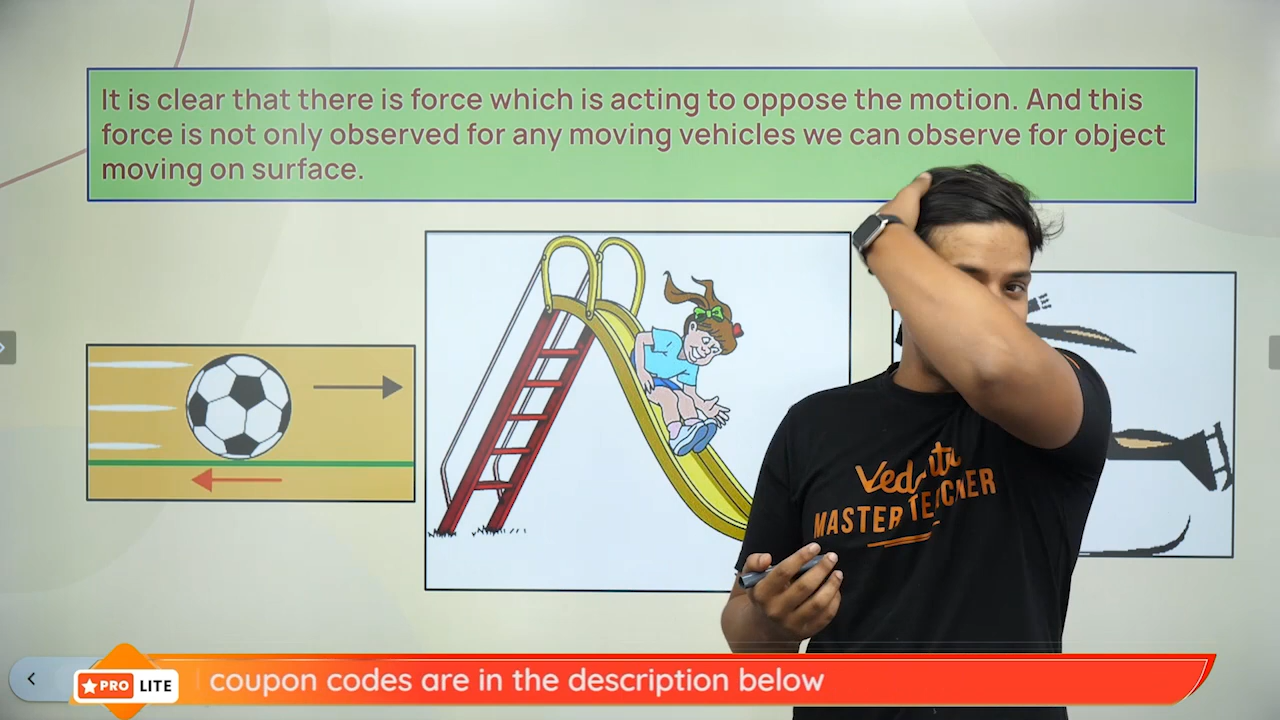 It is clear that there is force which is acting to oppose the motion. And this
force is not only observed for any moving vehicles we can observe for object
moving on surface.
MASTER TEACHER
PRO LITE
coupon codes are in the description below